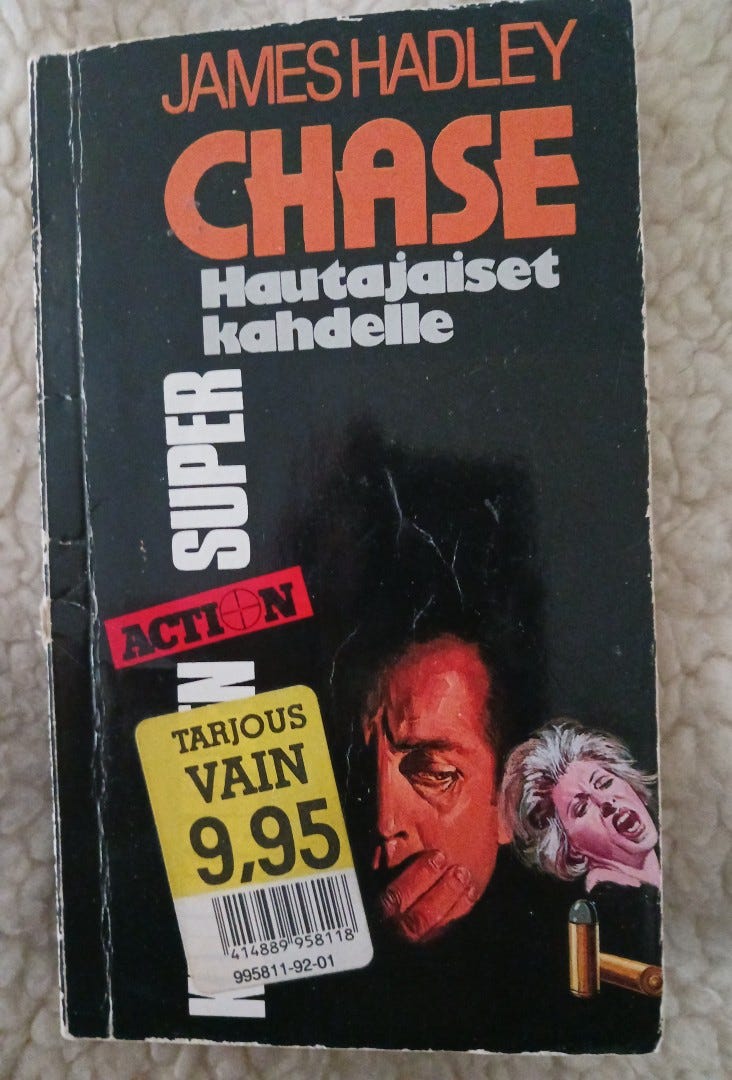 JAMES HADLEY
CHASE
Hautajaiset
kahdelle
SUPER
ACTION
TARJOUS
VAIN
9,95
414889 958118
995811-92-01